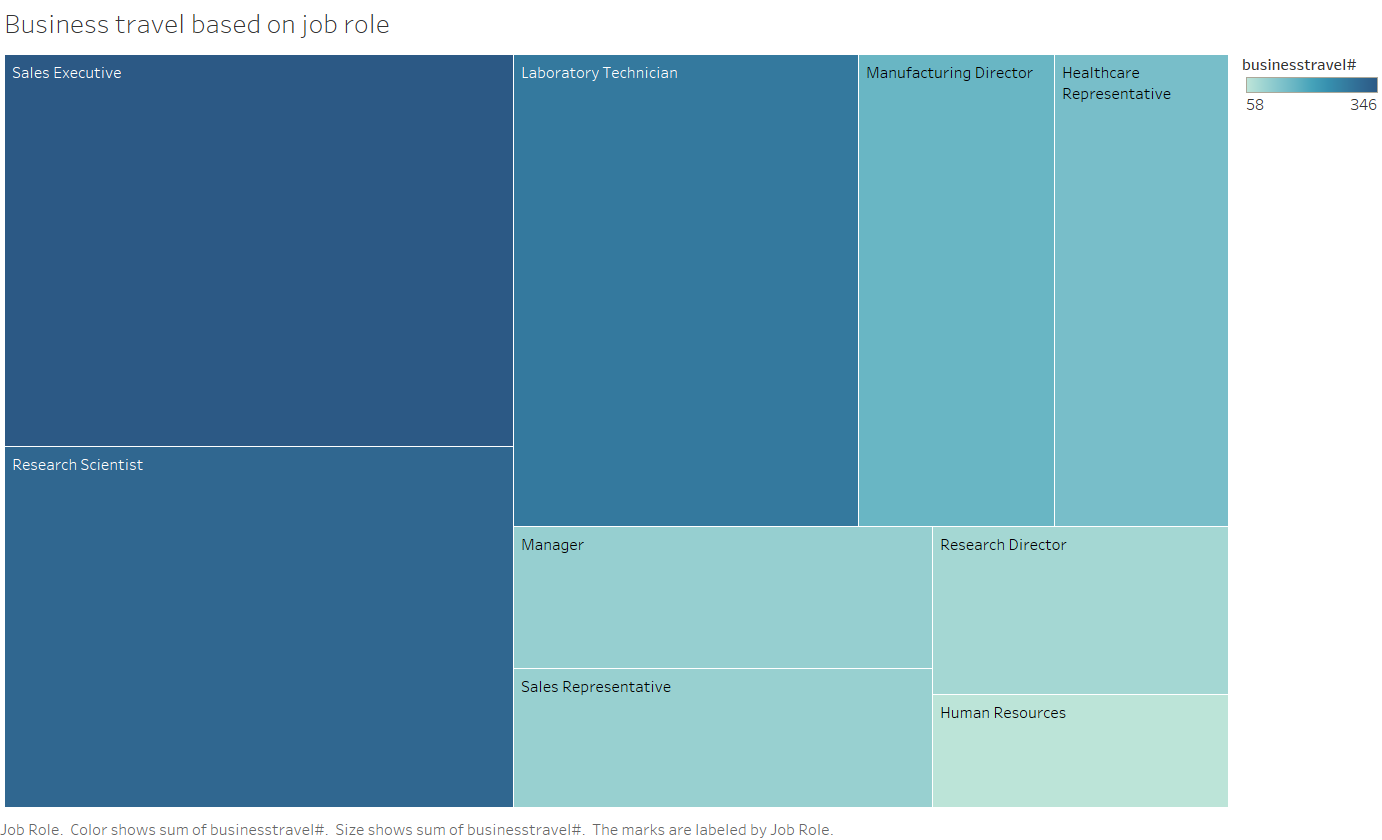 Business travel based on job role
Sales Executive
Laboratory Technician
Manufacturing Director
Healthcare
Representative
businesstravel#
58
346
Research Scientist
Manager
Research Director
Sales Representative
Human Resources
Job Role.  Color shows sum of businesstravel#.  Size shows sum of businesstravel#.  The marks are labeled by Job Role.